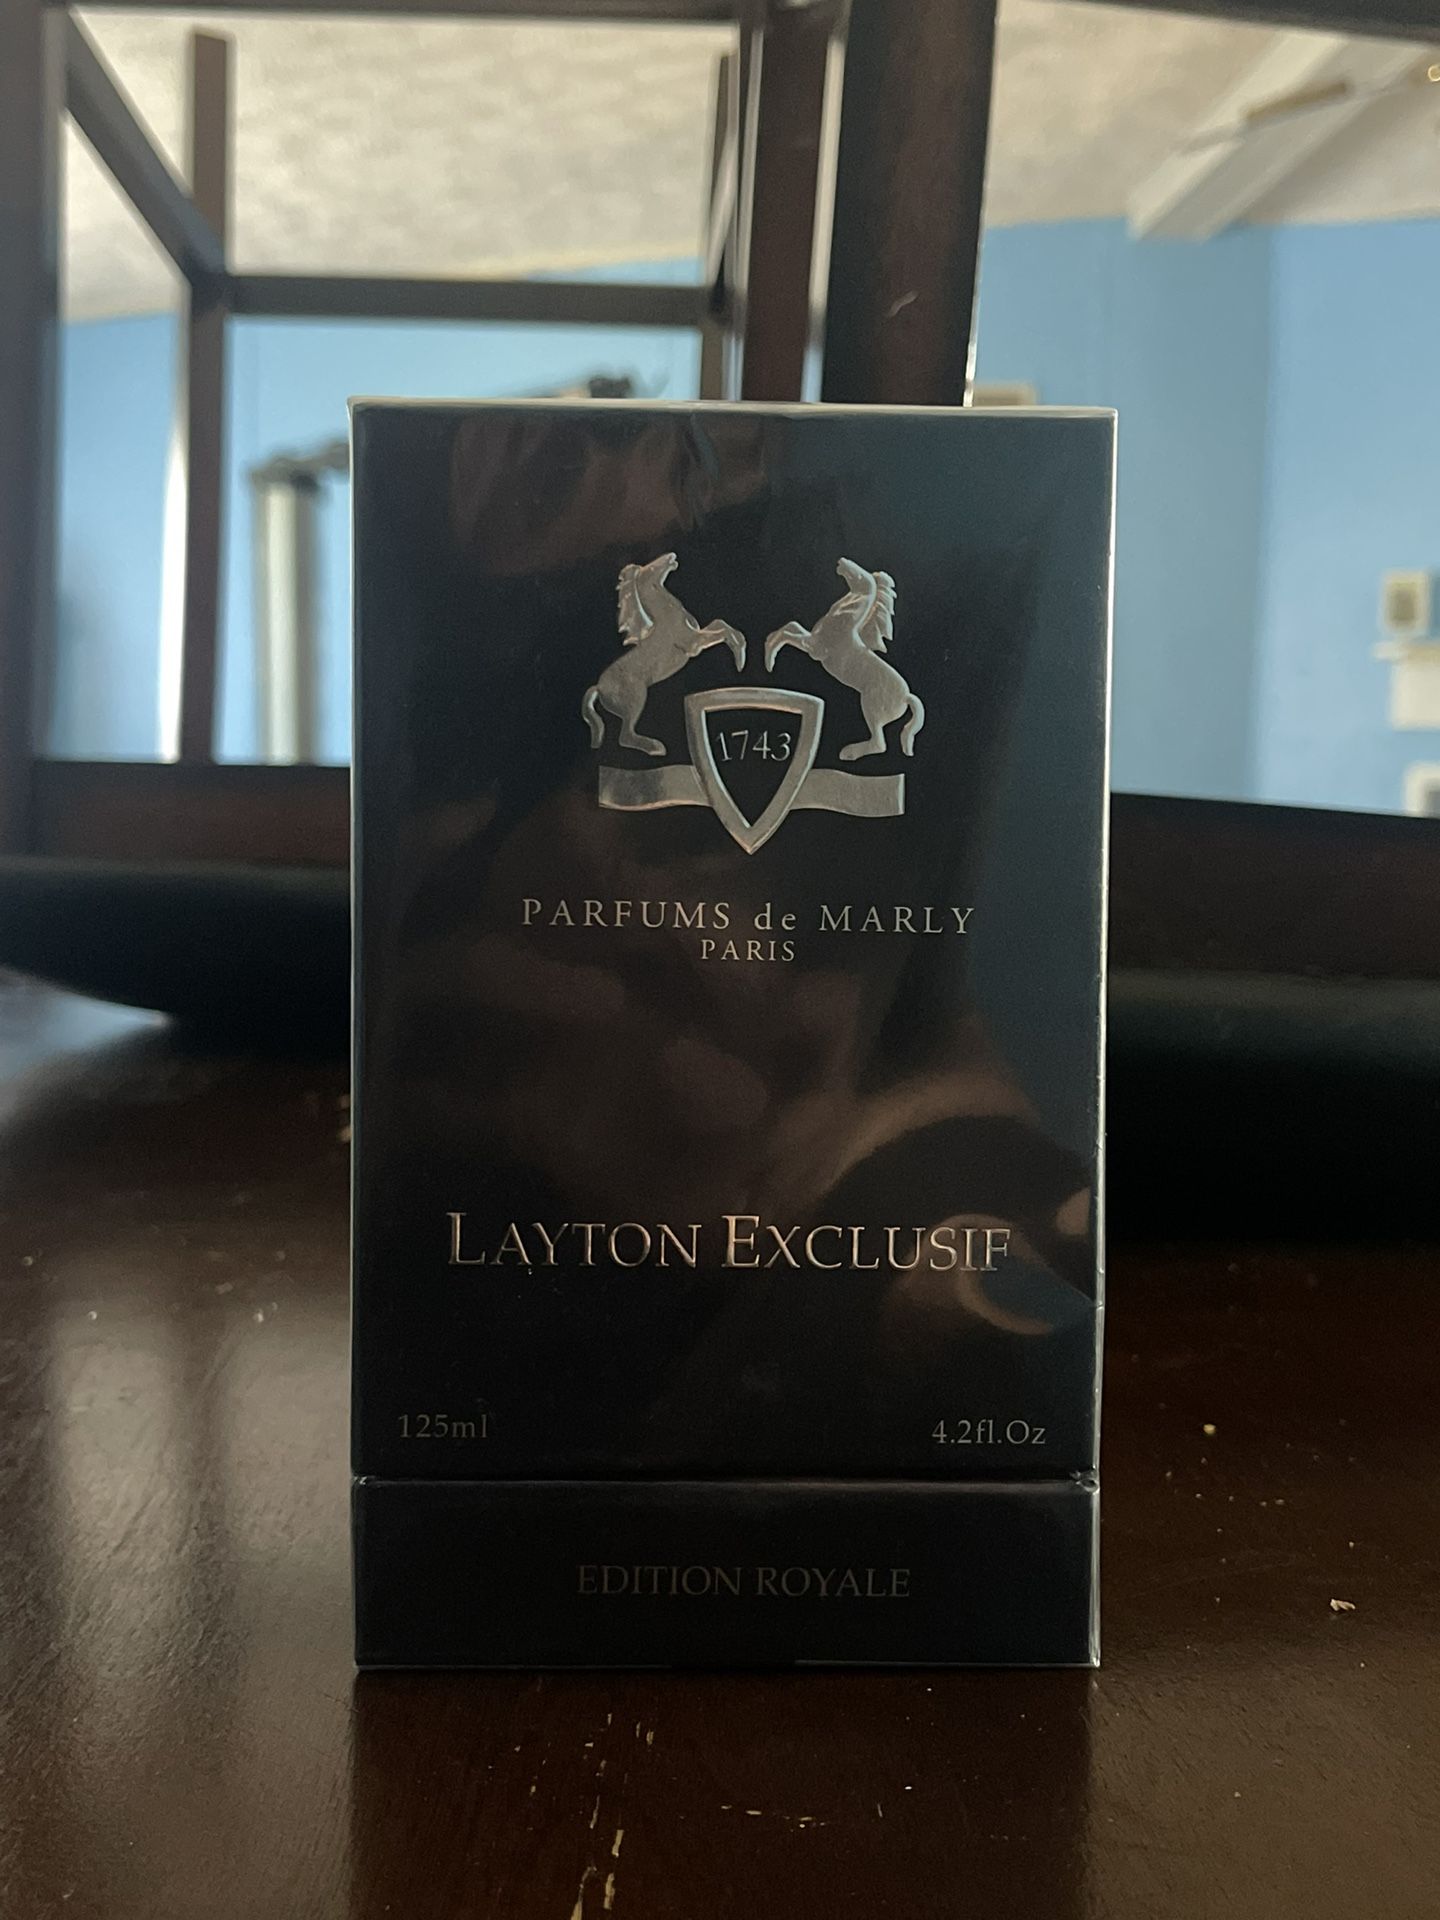 1743
PARFUMS de MARLY
PARIS
LAYTON EXCLUSIF
125ml 4.2fl.Oz
EDITION ROYALE